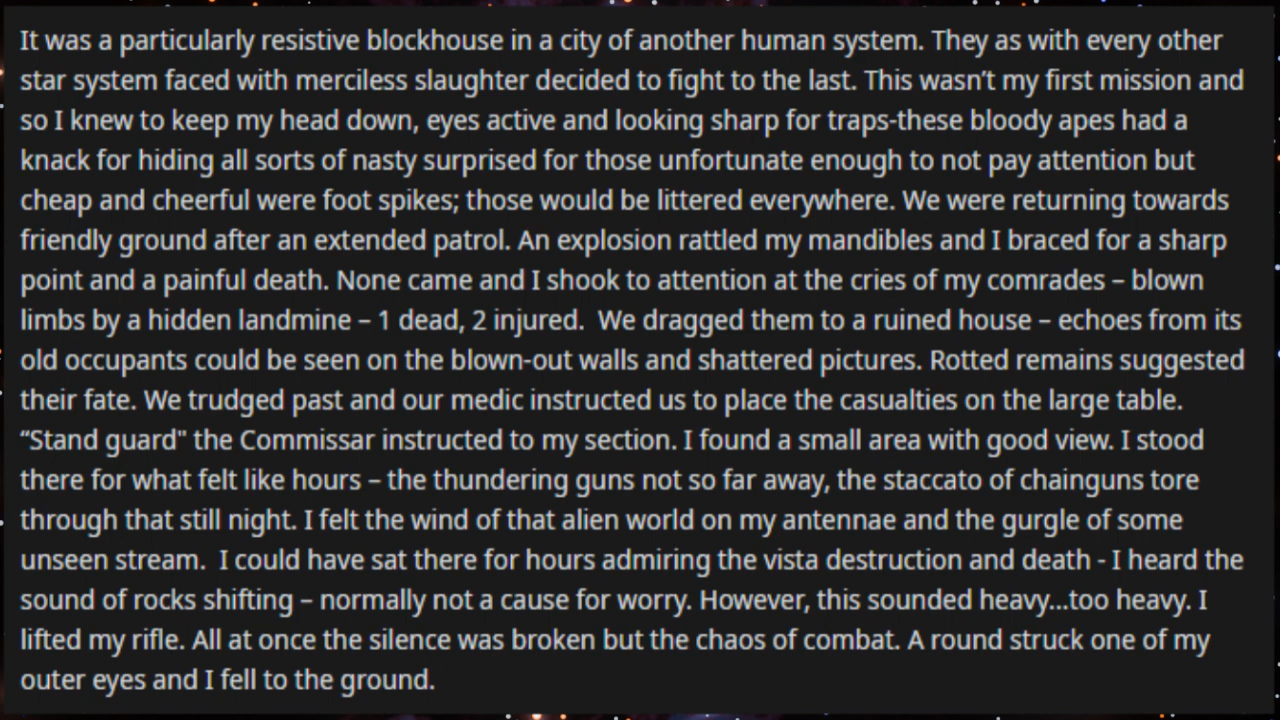 It was a particularly resistive blockhouse in a city of another human system. They as with every other
star system faced with merciless slaughter decided to fight to the last. This wasn’t my first mission and
so I knew to keep my head down, eyes active and looking sharp for traps-these bloody apes had a
knack for hiding all sorts of nasty surprised for those unfortunate enough to not pay attention but
cheap and cheerful were foot spikes; those would be littered everywhere. We were returning towards
friendly ground after an extended patrol. An explosion rattled my mandibles and I braced for a sharp
point and a painful death. None came and I shook to attention at the cries of my comrades – blown
limbs by a hidden landmine – 1 dead, 2 injured.  We dragged them to a ruined house – echoes from its
old occupants could be seen on the blown-out walls and shattered pictures. Rotted remains suggested
their fate. We trudged past and our medic instructed us to place the casualties on the large table.
“Stand guard" the Commissar instructed to my section. I found a small area with good view. I stood
there for what felt like hours – the thundering guns not so far away, the staccato of chainguns tore
through that still night. I felt the wind of that alien world on my antennae and the gurgle of some
unseen stream.  I could have sat there for hours admiring the vista destruction and death - I heard the
sound of rocks shifting – normally not a cause for worry. However, this sounded heavy...too heavy. I
lifted my rifle. All at once the silence was broken but the chaos of combat. A round struck one of my
outer eyes and I fell to the ground.